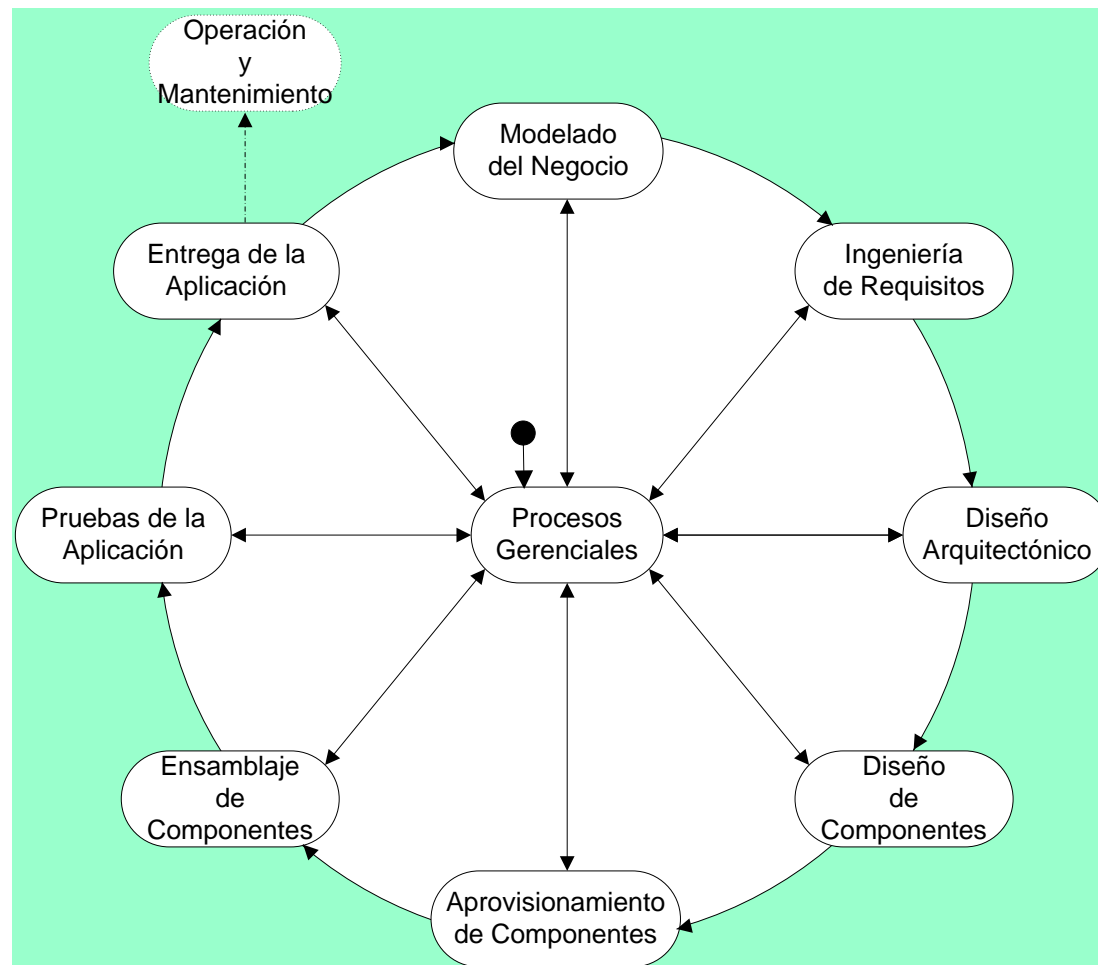 Operación
y
Mantenimiento
Modelado
del Negocio
Entrega de la
Aplicación
Ingeniería
de Requisitos
Pruebas de la
Aplicación
Procesos
Gerenciales
Diseño
Arquitectónico
Ensamblaje
de
Componentes
Diseño
de
Componentes
Aprovisionamiento
de Componentes